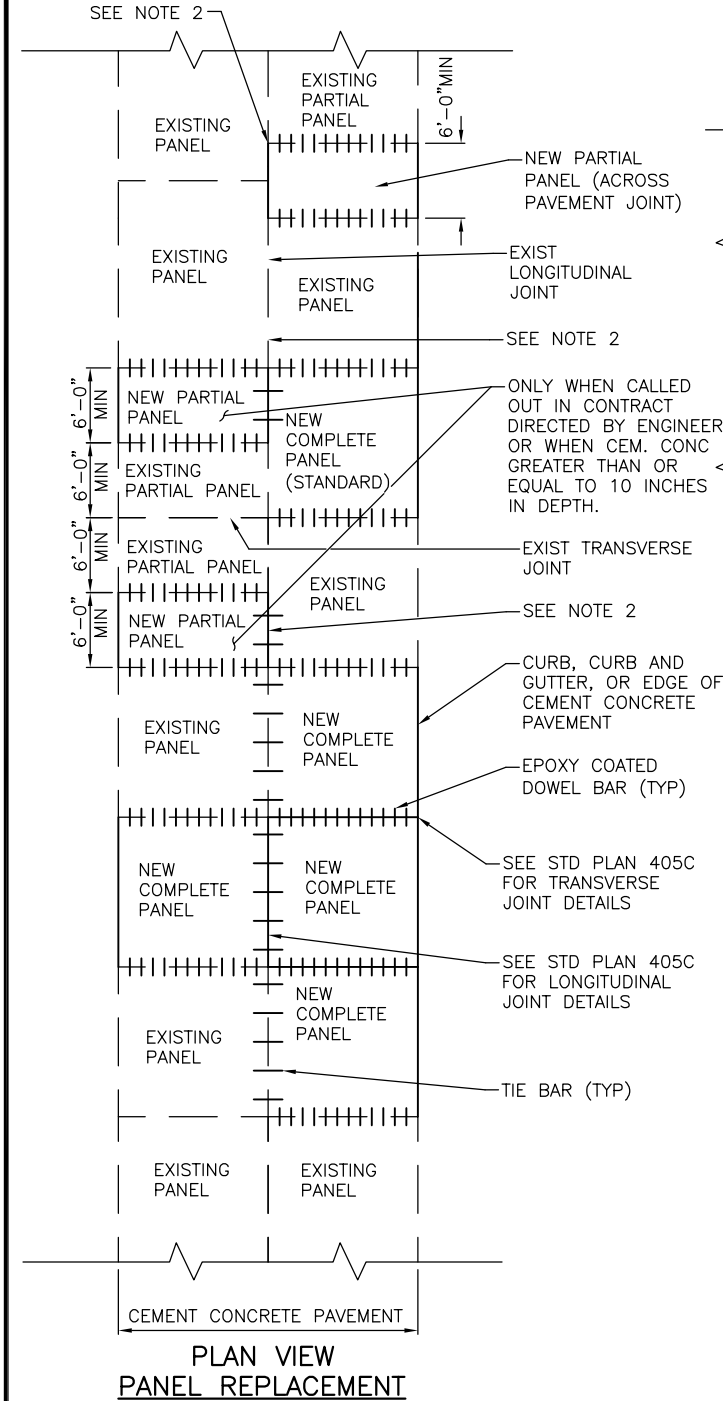 SEE NOTE 2
EXISTING
PARTIAL
PANEL
6'-0"MIN
EXISTING
PANEL
NEW PARTIAL
PANEL (ACROSS
PAVEMENT JOINT)
EXISTING
PANEL
EXIST
LONGITUDINAL
JOINT
EXISTING
PANEL
SEE NOTE 2
6'-0"
MIN
NEW PARTIAL
PANEL
NEW
COMPLETE
PANEL
(STANDARD)
ONLY WHEN CALLED
OUT IN CONTRACT
DIRECTED BY ENGINEER
OR WHEN CEM. CONC
GREATER THAN OR
EQUAL TO 10 INCHES
IN DEPTH.
6'-0"
MIN
EXISTING
PARTIAL PANEL
6'-0"
MIN
EXISTING
PARTIAL PANEL
EXIST TRANSVERSE
JOINT
EXISTING
PANEL
6'-0"
MIN
NEW PARTIAL
PANEL
SEE NOTE 2
CURB, CURB AND
GUTTER, OR EDGE OF
CEMENT CONCRETE
PAVEMENT
EXISTING
PANEL
NEW
COMPLETE
PANEL
EPOXY COATED
DOWEL BAR (TYP)
NEW
COMPLETE
PANEL
NEW
COMPLETE
PANEL
SEE STD PLAN 405C
FOR TRANSVERSE
JOINT DETAILS
SEE STD PLAN 405C
FOR LONGITUDINAL
JOINT DETAILS
NEW
COMPLETE
PANEL
EXISTING
PANEL
TIE BAR (TYP)
EXISTING
PANEL
EXISTING
PANEL
CEMENT CONCRETE PAVEMENT
PLAN VIEW
PANEL REPLACEMENT